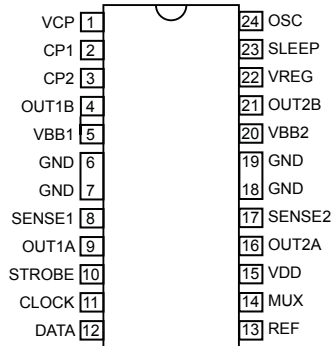 VCP 1 24 OSC
CP1 2 23 SLEEP
CP2 3 22 VREG
OUT1B 4 21 OUT2B
VBB1 5 20 VBB2
GND 6 19 GND
GND 7 18 GND
SENSE1 8 17 SENSE2
OUT1A 9 16 OUT2A
STROBE 10 15 VDD
CLOCK 11 14 MUX
DATA 12 13 REF